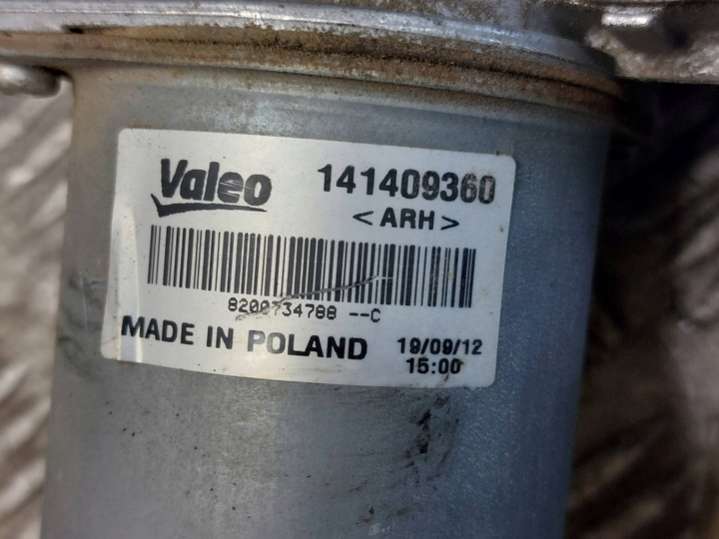 Valeo 141409360
<ARH>
8200734788 --C
MADE IN POLAND 19/09/12
15:00